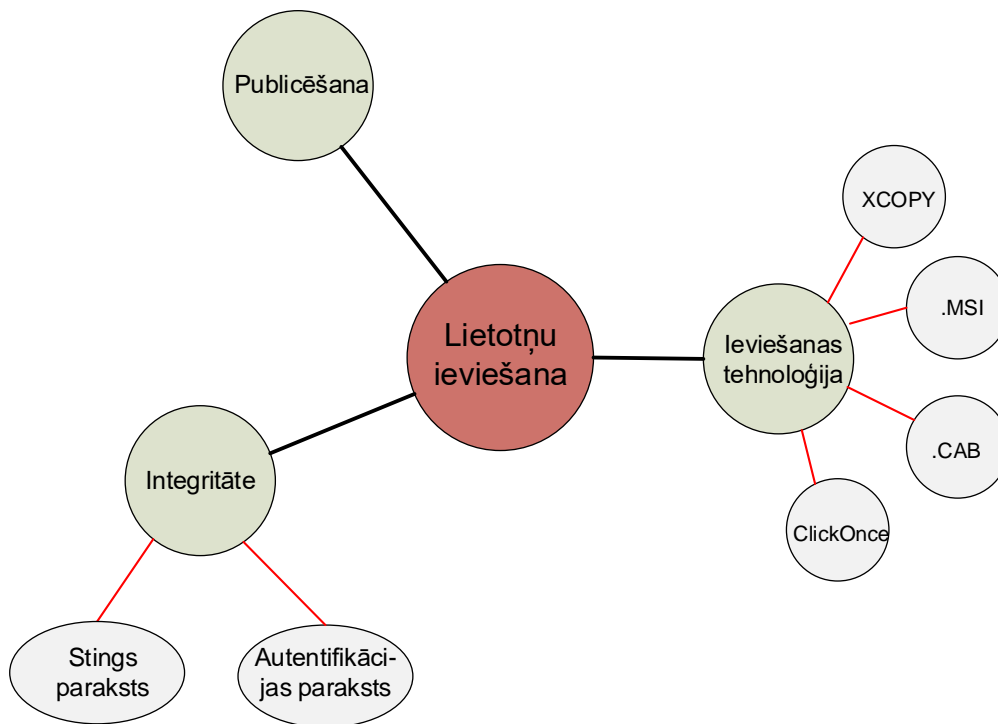 Publicēšana
XCOPY
.MSI
Lietotņu
ieviešana
Ieviešanas
tehnoloģija
.CAB
Integritāte
ClickOnce
Stings
paraksts
Autentifikāci-
jas paraksts